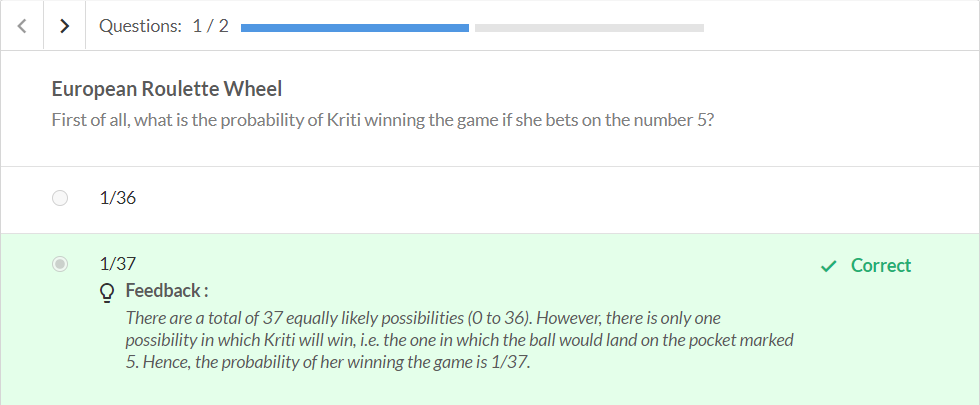 Questions: 1 / 2
European Roulette Wheel
First of all, what is the probability of Kriti winning the game if she bets on the number 5?
1/36
1/37
Correct
Feedback :
There are a total of 37 equally likely possibilities (0 to 36). However, there is only one
possibility in which Kriti will win, i.e. the one in which the ball would land on the pocket marked
5. Hence, the probability of her winning the game is 1/37.